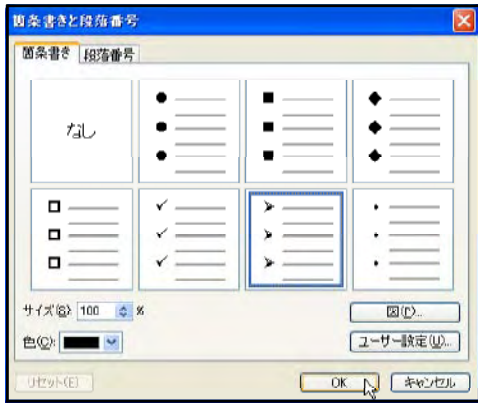 箇条書きと段落番号
箇条書き 段落番号
なし
サイズ(S): 100 %
図(P)...
色(C):
ユーザー設定(U)...
リセット(E)
OK キャンセル